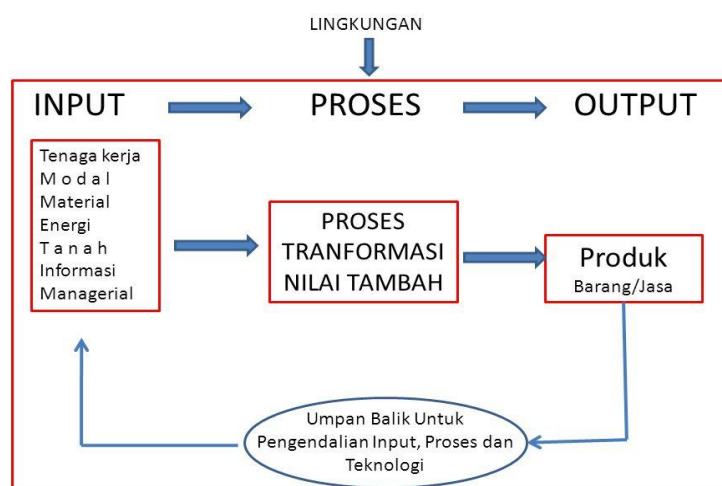 LINGKUNGAN
INPUT
PROSES
OUTPUT
Tenaga kerja
M o d a l
Material
Energi
T a n a h
Informasi
Managerial
PROSES
TRANFORMASI
NILAI TAMBAH
Produk
Barang/Jasa
Umpan Balik Untuk
Pengendalian Input, Proses dan
Teknologi